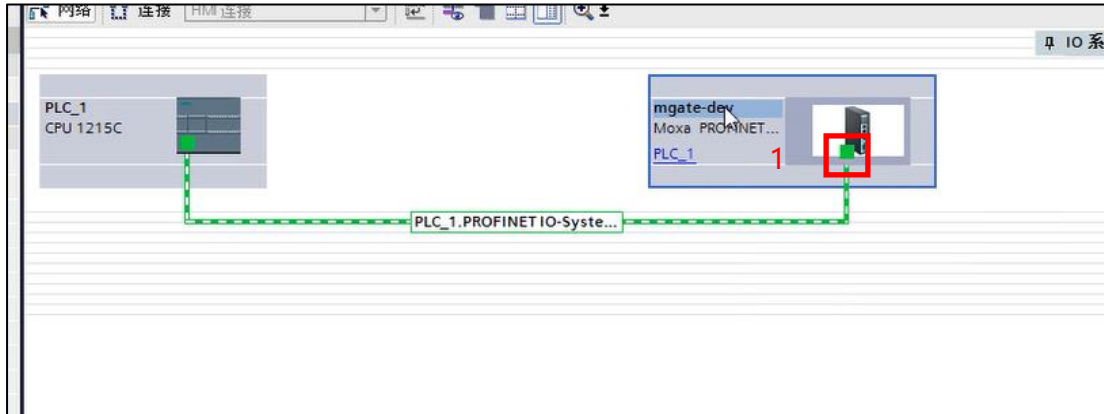 网络 连接 HMI 连接
IO 系
PLC_1
CPU 1215C
mgate-dev
Moxa PROFINET...
PLC_1
1
PLC_1.PROFINET IO-Syste...